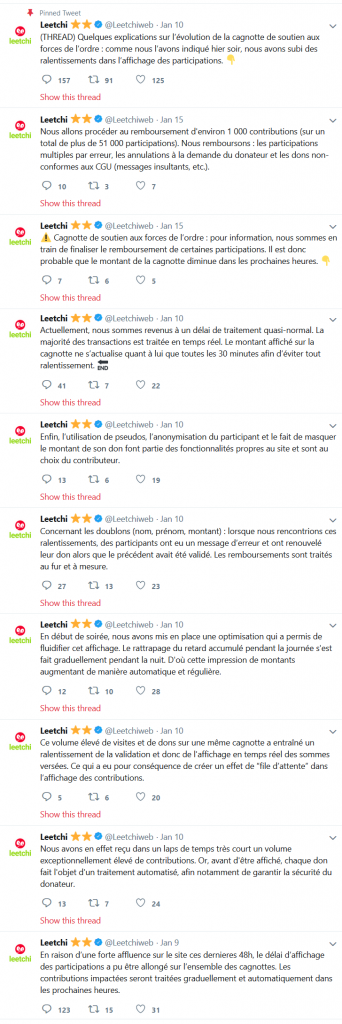 Pinned Tweet
Leetchi @Leetchiweb · Jan 10
(THREAD) Quelques explications sur l'évolution de la cagnotte de soutien aux
forces de l'ordre : comme nous l'avons indiqué hier soir, nous avons subi des
ralentissements dans l'affichage des participations.
157 91 125
Show this thread
leetchi
Leetchi @Leetchiweb · Jan 15
Nous allons procéder au remboursement d'environ 1 000 contributions (sur un
total de plus de 51 000 participations). Nous remboursons : les participations
multiples par erreur, les annulations à la demande du donateur et les dons non-
conformes aux CGU (messages insultants, etc.).
10 3 7
Show this thread
leetchi
Leetchi @Leetchiweb · Jan 15
Cagnotte de soutien aux forces de l'ordre : pour information, nous sommes en
train de finaliser le remboursement de certaines participations. Il est donc
probable que le montant de la cagnotte diminue dans les prochaines heures.
7 6 5
Show this thread
leetchi
Leetchi @Leetchiweb · Jan 10
Actuellement, nous sommes revenus à un délai de traitement quasi-normal. La
majorité des transactions est traitée en temps réel. Le montant affiché sur la
cagnotte ne s'actualise quant à lui que toutes les 30 minutes afin d'éviter tout
ralentissement. END
41 7 22
Show this thread
leetchi
Leetchi @Leetchiweb · Jan 10
Enfin, l'utilisation de pseudos, l'anonymisation du participant et le fait de masquer
le montant de son don font partie des fonctionnalités propres au site et sont au
choix du contributeur.
13 6 19
Show this thread
leetchi
Leetchi @Leetchiweb · Jan 10
Concernant les doublons (nom, prénom, montant) : lorsque nous rencontrions ces
ralentissements, des participants ont eu un message d'erreur et ont renouvelé
leur don alors que le précédent avait été validé. Les remboursements sont traités
au fur et à mesure.
27 13 23
Show this thread
leetchi
Leetchi @Leetchiweb · Jan 10
En début de soirée, nous avons mis en place une optimisation qui a permis de
fluidifier cet affichage. Le rattrapage du retard accumulé pendant la journée s'est
fait graduellement pendant la nuit. D'où cette impression de montants
augmentant de manière automatique et régulière.
12 10 28
Show this thread
leetchi
Leetchi @Leetchiweb · Jan 10
Ce volume élevé de visites et de dons sur une même cagnotte a entraîné un
ralentissement de la validation et donc de l'affichage en temps réel des sommes
versées. Ce qui a eu pour conséquence de créer un effet de "file d'attente" dans
l'affichage des contributions.
5 6 20
Show this thread
leetchi
Leetchi @Leetchiweb · Jan 10
Nous avons en effet reçu dans un laps de temps très court un volume
exceptionnellement élevé de contributions. Or, avant d'être affiché, chaque don
fait l'objet d'un traitement automatisé, afin notamment de garantir la sécurité du
donateur.
13 7 24
Show this thread
leetchi
Leetchi @Leetchiweb · Jan 9
En raison d'une forte affluence sur le site ces dernieres 48h, le délai d'affichage
des participations a pu être allongé sur l'ensemble des cagnottes. Les
contributions impactées seront traitées graduellement et automatiquement dans
les prochaines heures.
123 15 31
leetchi